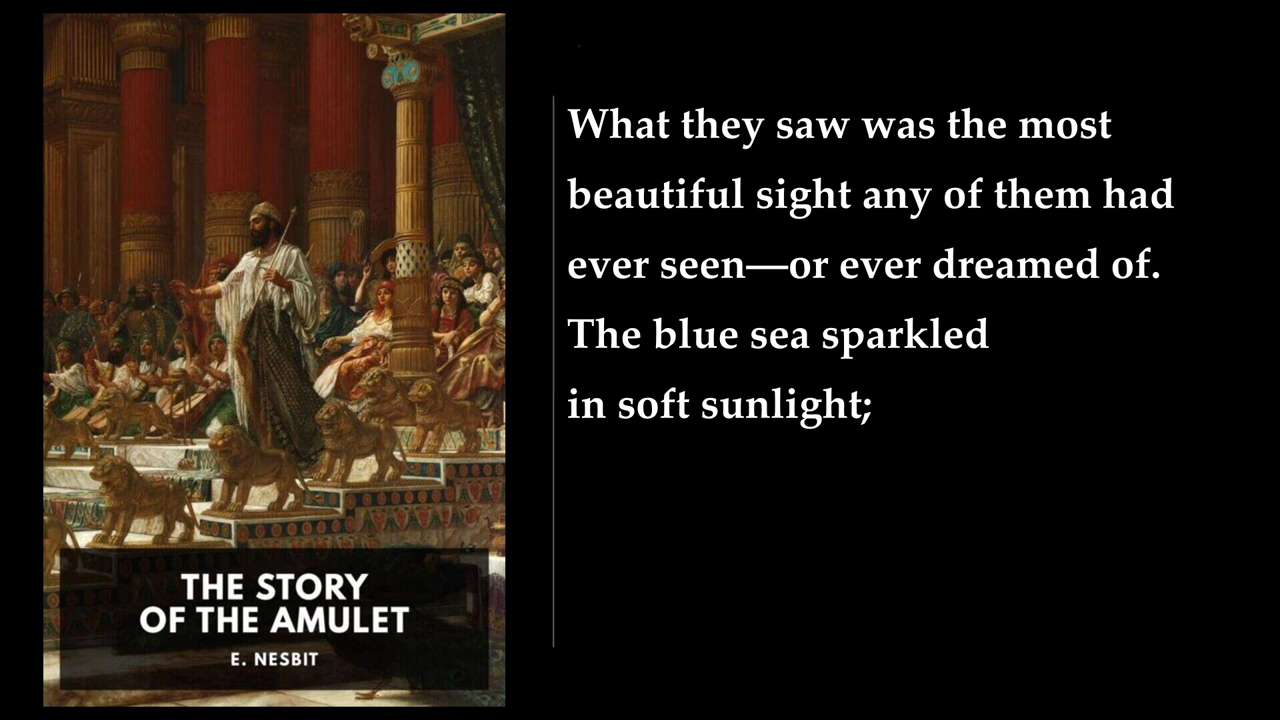 What they saw was the most
beautiful sight any of them had
ever seen—or ever dreamed of.
The blue sea sparkled
in soft sunlight;
THE STORY
OF THE AMULET
E. NESBIT